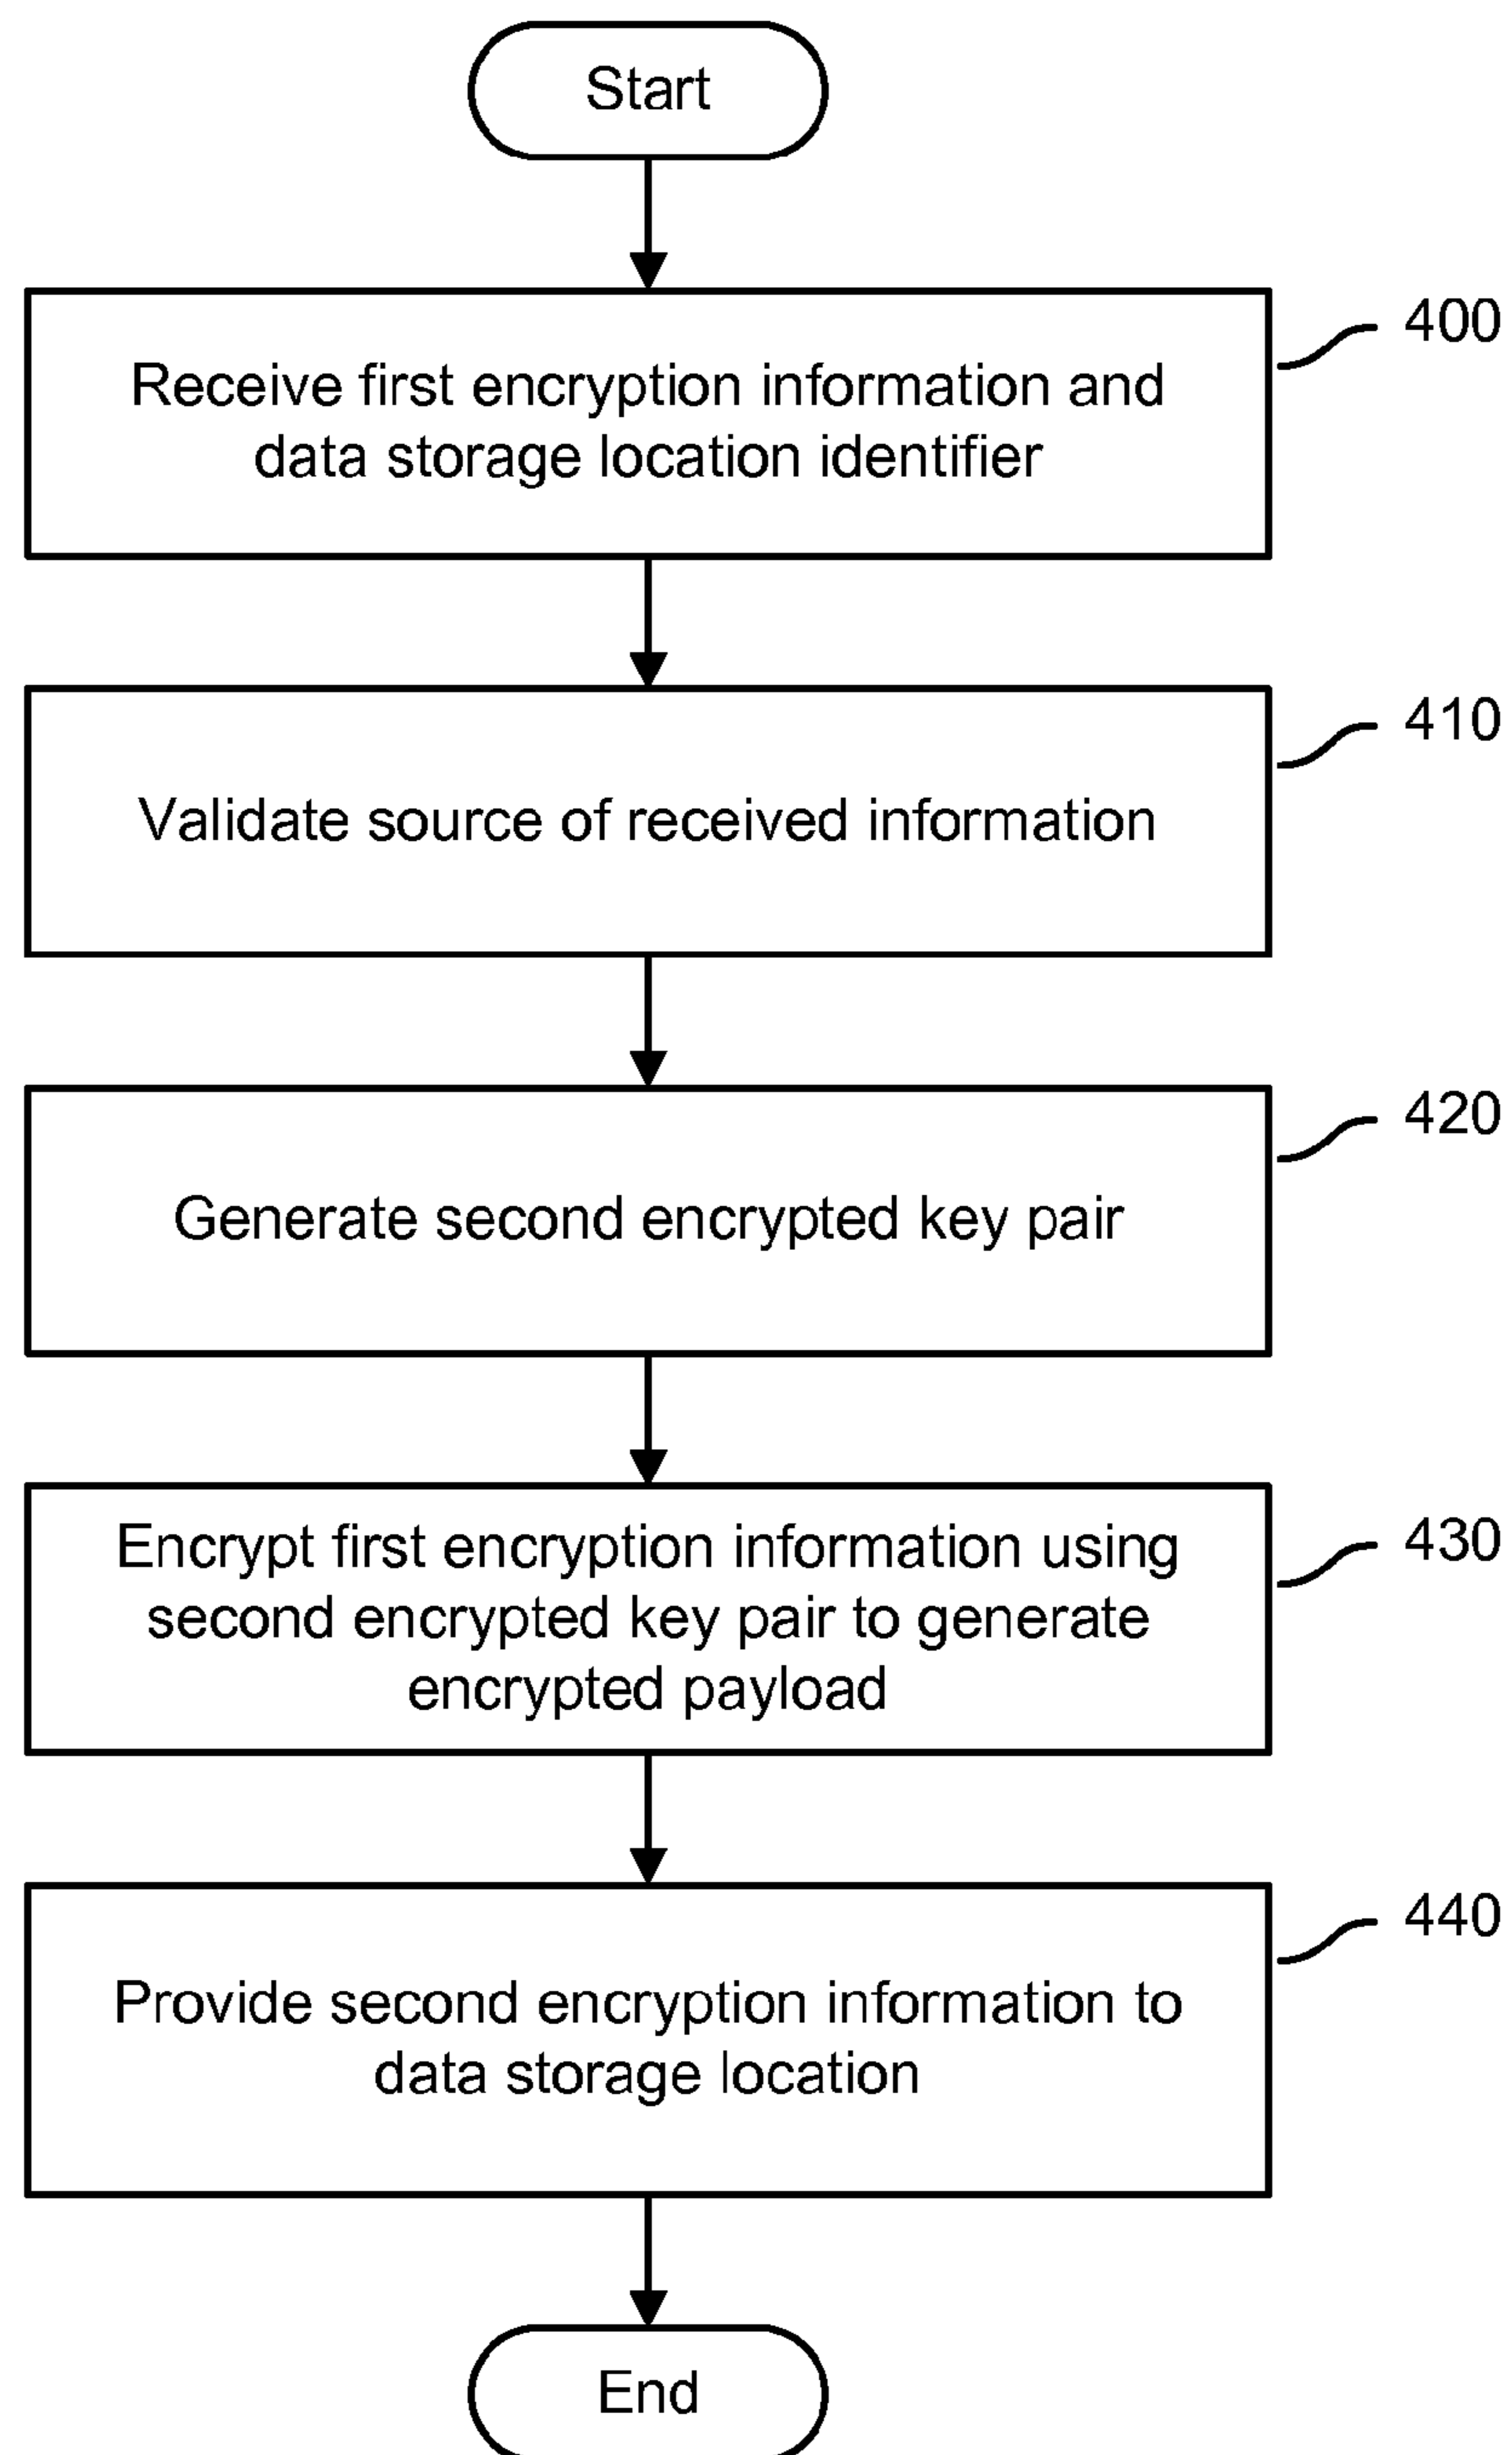 Start
400
Receive first encryption information and
data storage location identifier
410
Validate source of received information
420
Generate second encrypted key pair
430
Encrypt first encryption information using
second encrypted key pair to generate
encrypted payload
440
Provide second encryption information to
data storage location
End